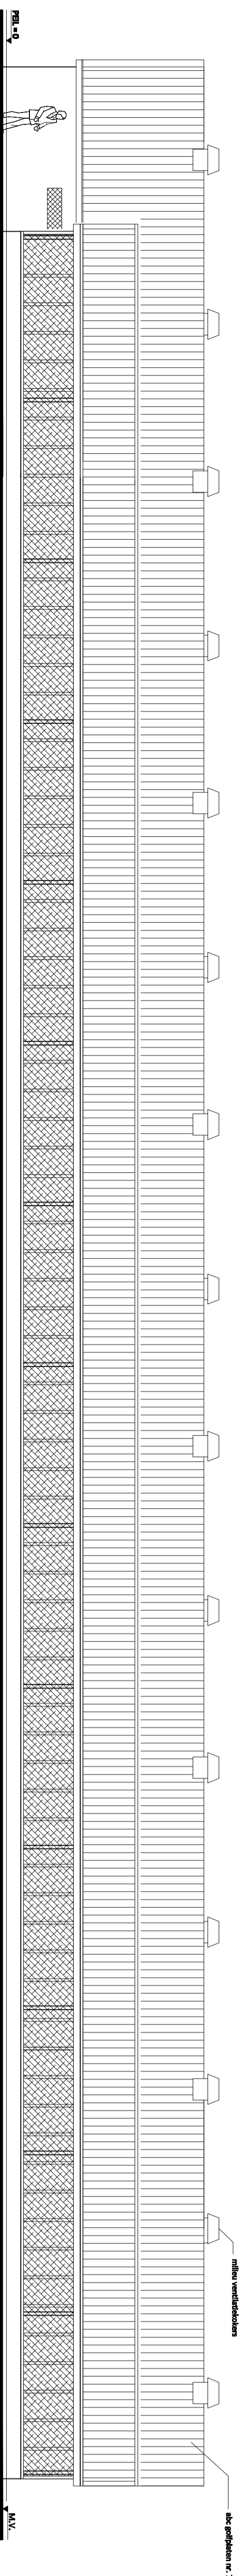 PEIL = 0
milieu ventilatiekokers
abc golfplaten nr.
M.V.